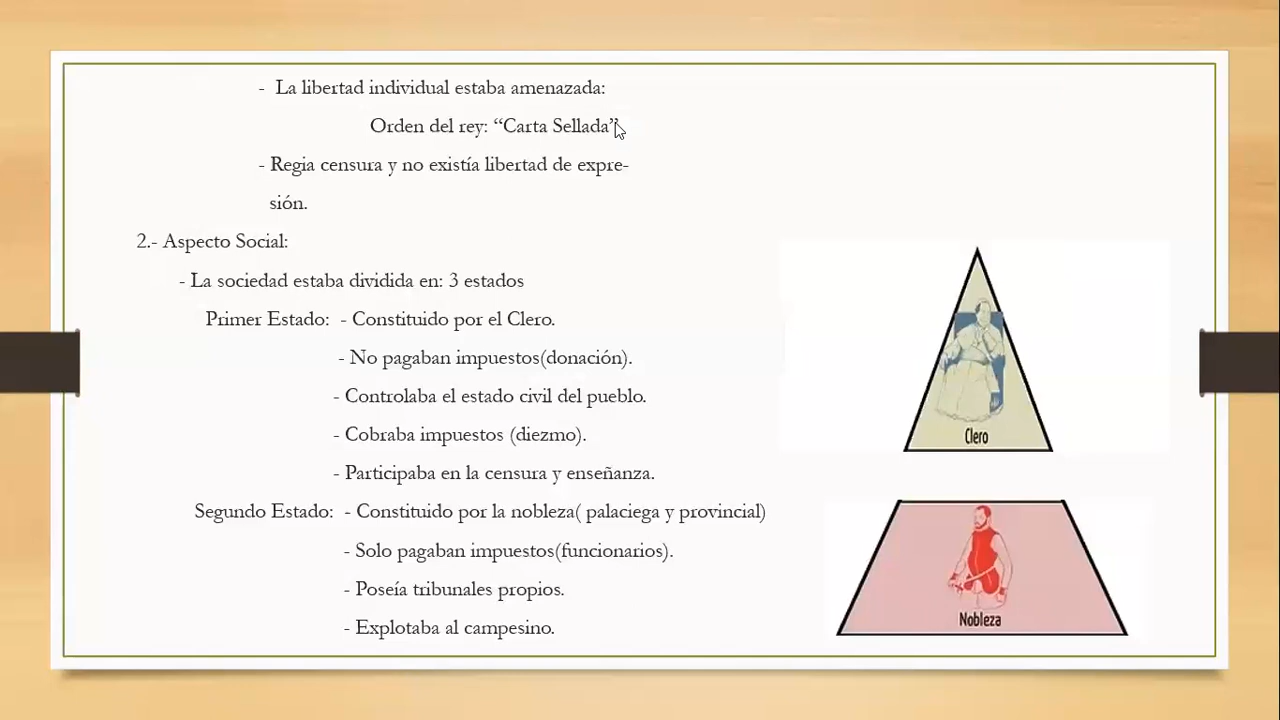 - La libertad individual estaba amenazada:
Orden del rey: “Carta Sellada”
- Regia censura y no existía libertad de expre-
sión.
2.- Aspecto Social:
- La sociedad estaba dividida en: 3 estados
Primer Estado: - Constituido por el Clero.
- No pagaban impuestos(donación).
- Controlaba el estado civil del pueblo.
- Cobraba impuestos (diezmo).
- Participaba en la censura y enseñanza.
Segundo Estado: - Constituido por la nobleza( palaciega y provincial)
- Solo pagaban impuestos(funcionarios).
- Poseía tribunales propios.
- Explotaba al campesino.
Clero
Nobleza